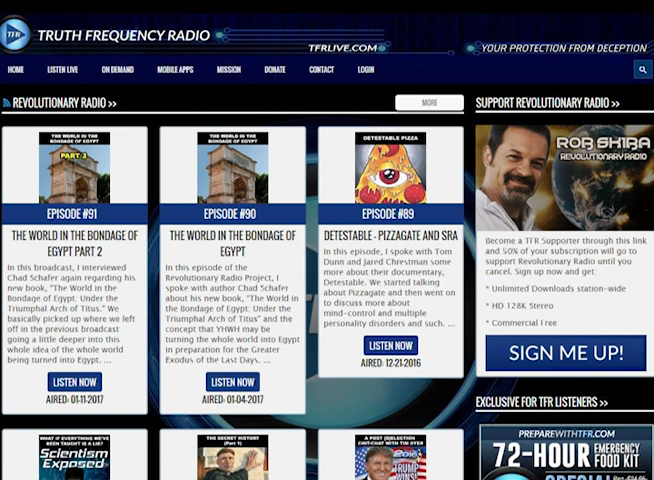 TFR
TRUTH FREQUENCY RADIO
TFRLIVE.COM
YOUR PROTECTION FROM DECEPTION
HOME LISTEN LIVE ON DEMAND MOBILE APPS MISSION DONATE CONTACT LOGIN
REVOLUTIONARY RADIO >>
MORE
THE WORLD IN THE
BONDAGE OF EGYPT
PART 2
EPISODE #91
THE WORLD IN THE BONDAGE OF
EGYPT PART 2
In this broadcast, I interviewed
Chad Schafer again regarding his
new book, "The World in the
Bondage of Egypt: Under the
Triumphal Arch of Titus." We
basically picked up where we left
off in the previous broadcast
going a little deeper into this
whole idea of the whole world
being turned into Egypt. ...
LISTEN NOW
AIRED: 01-11-2017
THE WORLD IN THE
BONDAGE OF EGYPT
EPISODE #90
THE WORLD IN THE BONDAGE OF
EGYPT
In this episode of the
Revolutionary Radio Project, I
spoke with author Chad Schafer
about his new book, "The World in
the Bondage of Egypt: Under the
Triumphal Arch of Titus" and the
concept that YHWH may be
turning the whole world into Egypt
in preparation for the Greater
Exodus of the Last Days. ...
LISTEN NOW
AIRED: 01-04-2017
DETESTABLE PIZZA
EPISODE #89
DETESTABLE - PIZZAGATE AND SRA
In this episode, I spoke with Tom
Dunn and Jared Chrestman some
more about their documentary,
Detestable. We started talking
about Pizzagate and then went on
to discuss more about
mind-control and multiple
personality disorders and such. ...
LISTEN NOW
AIRED: 12-21-2016
WHAT IF EVERYTHING WE'VE
BEEN TAUGHT IS A LIE?
Scientism
Exposed
THE SECRET HISTORY
(Part 1)
A POST (S)ELECTION
CHIT-CHAT WITH TIM DYER
2016
TRUMP
WINS!
SUPPORT REVOLUTIONARY RADIO >>
ROB SKIBA
REVOLUTIONARY RADIO
Become a TFR Supporter through this link
and 50% of your subscription will go to
support Revolutionary Radio until you
cancel. Sign up now and get:
* Unlimited Downloads station-wide
* HD 128K Stereo
* Commercial Free
SIGN ME UP!
EXCLUSIVE FOR TFR LISTENERS >>
PREPAREWITHTFR.COM
72-HOUR EMERGENCY
FOOD KIT
SPECIAL